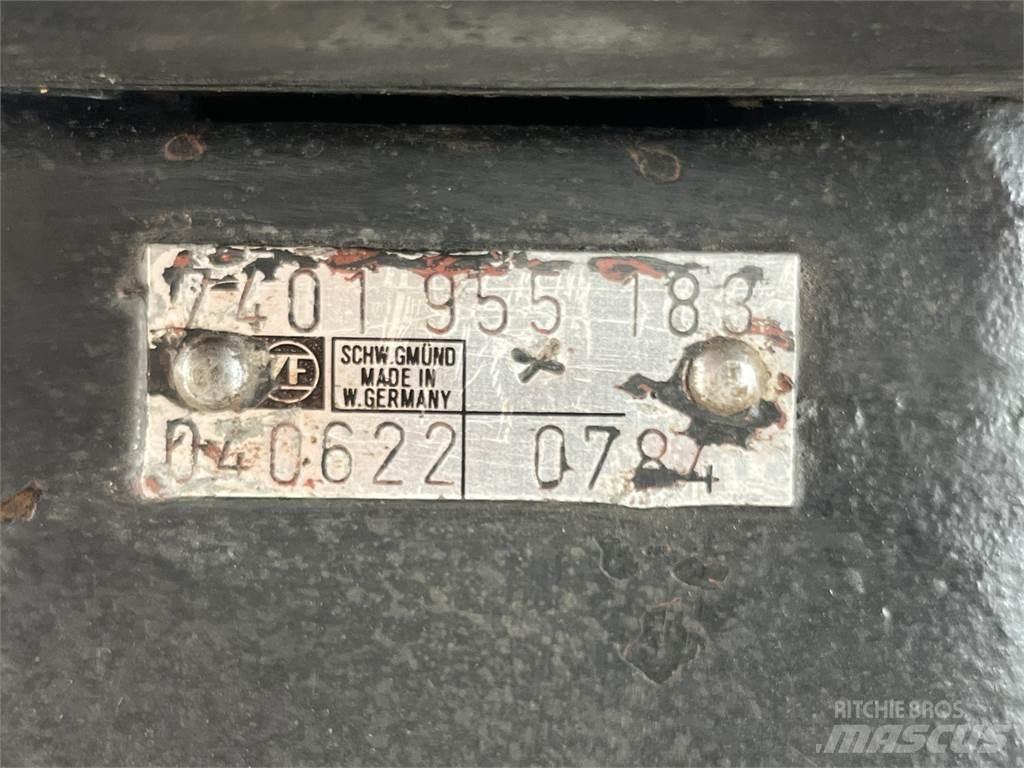 7401 955 183
ZF
SCHW.GMÜND
MADE IN
W.GERMANY
040622 0784
RITCHIE BROS.
MASCUS